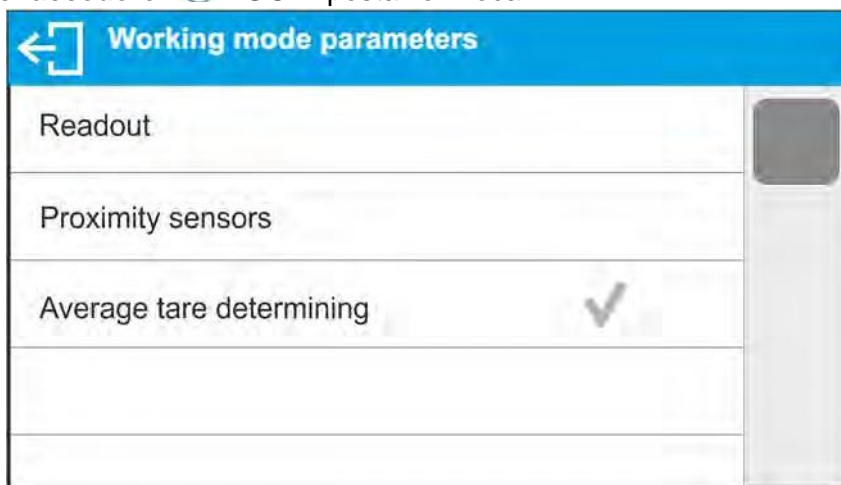 Working mode parameters
Readout
Proximity sensors
Average tare determining